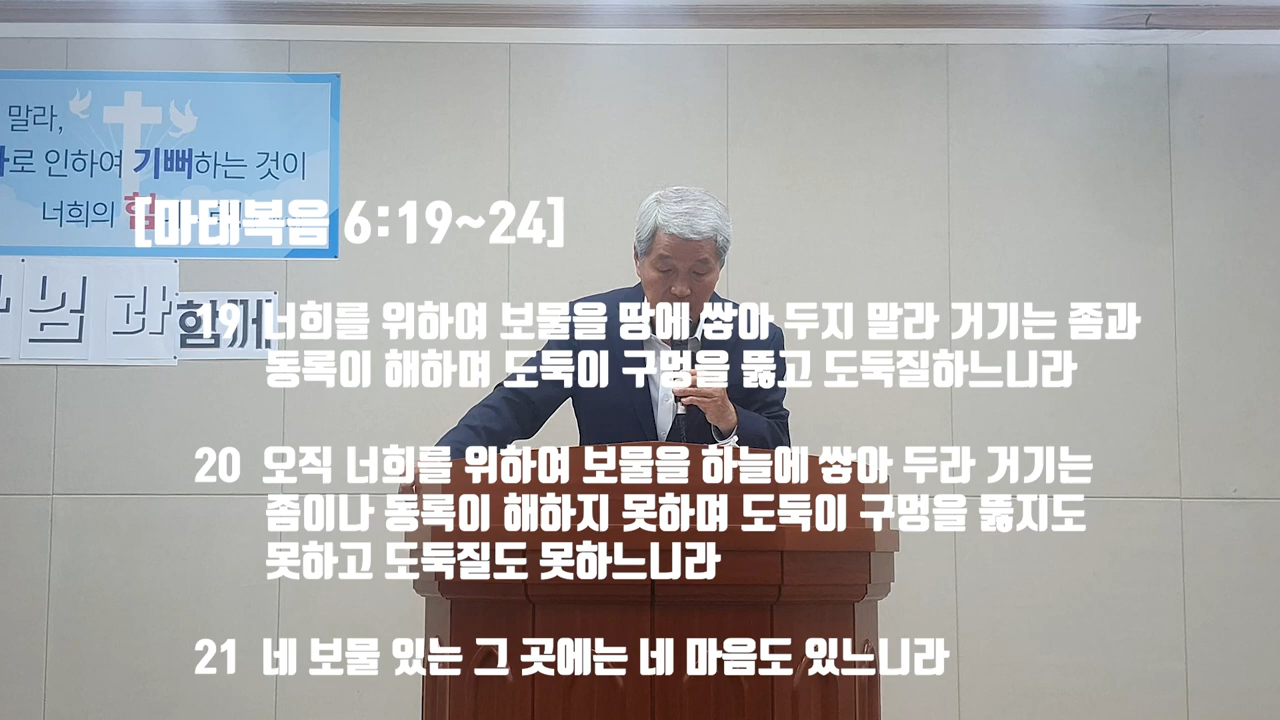 말라,
로 인하여 기뻐하는 것이
너희의 힘
함께
[마태복음 6:19~24]
19 너희를 위하여 보물을 땅에 쌓아 두지 말라 거기는 좀과
동록이 해하며 도둑이 구멍을 뚫고 도둑질하느니라
20 오직 너희를 위하여 보물을 하늘에 쌓아 두라 거기는
좀이나 동록이 해하지 못하며 도둑이 구멍을 뚫지도
못하고 도둑질도 못하느니라
21 네 보물 있는 그 곳에는 네 마음도 있느니라